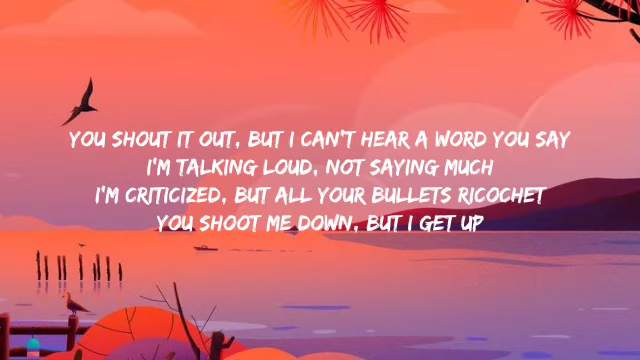 YOU SHOUT IT OUT, BUT I CAN'T HEAR A WORD YOU SAY
I'M TALKING LOUD, NOT SAYING MUCH
I'M CRITICIZED, BUT ALL YOUR BULLETS RICOCHET
YOU SHOOT ME DOWN, BUT I GET UP